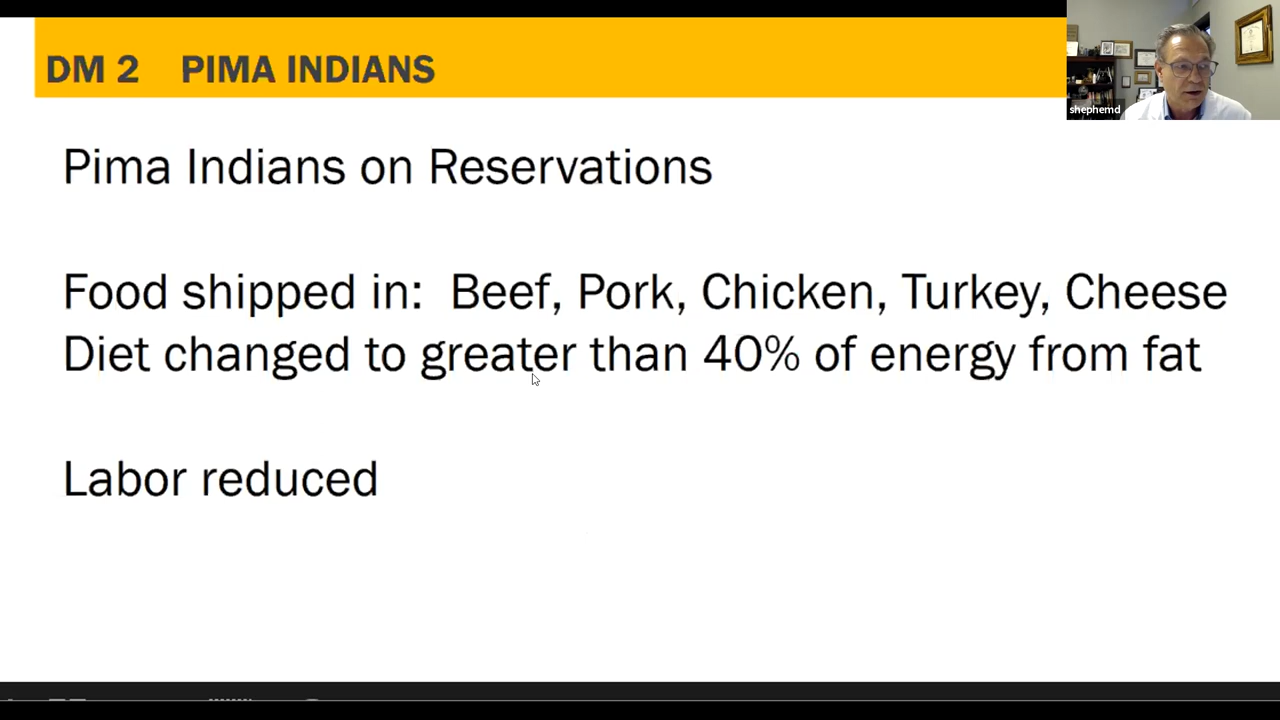 DM 2 PIMA INDIANS
shephemd
Pima Indians on Reservations
Food shipped in: Beef, Pork, Chicken, Turkey, Cheese
Diet changed to greater than 40% of energy from fat
Labor reduced